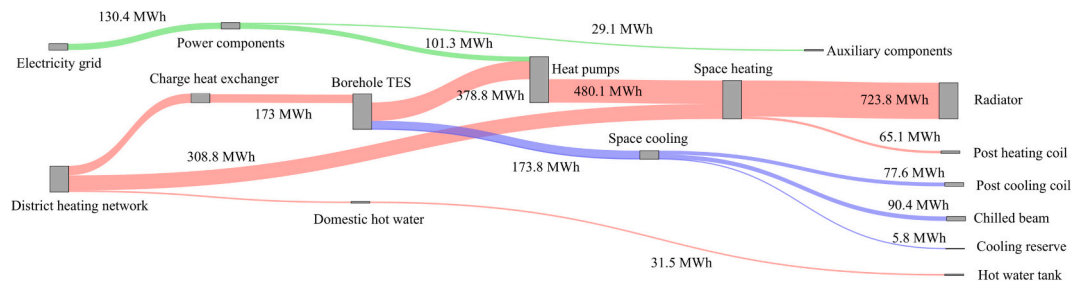 130.4 MWh
29.1 MWh
Electricity grid
Power components
101.3 MWh
Auxiliary components
Charge heat exchanger
Borehole TES
Heat pumps
Space heating
173 MWh
378.8 MWh
480.1 MWh
723.8 MWh
Radiator
308.8 MWh
Space cooling
65.1 MWh
Post heating coil
173.8 MWh
77.6 MWh
Post cooling coil
District heating network
Domestic hot water
90.4 MWh
Chilled beam
5.8 MWh
Cooling reserve
31.5 MWh
Hot water tank